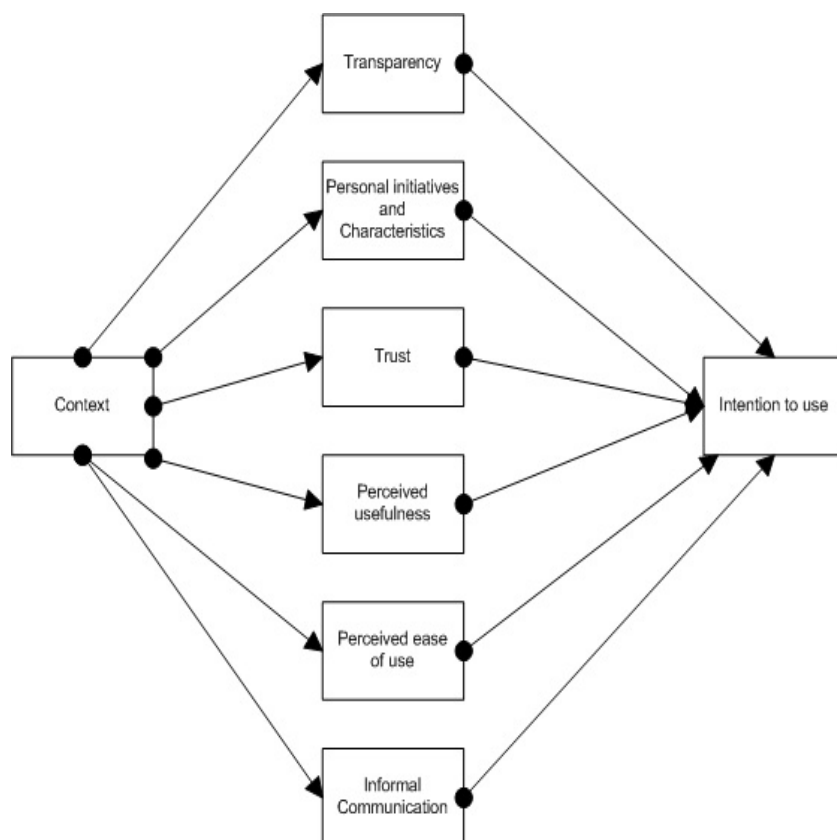 Transparency
Personal initiatives
and
Characteristics
Trust
Context
Intention to use
Perceived
usefulness
Perceived ease
of use
Informal
Communication